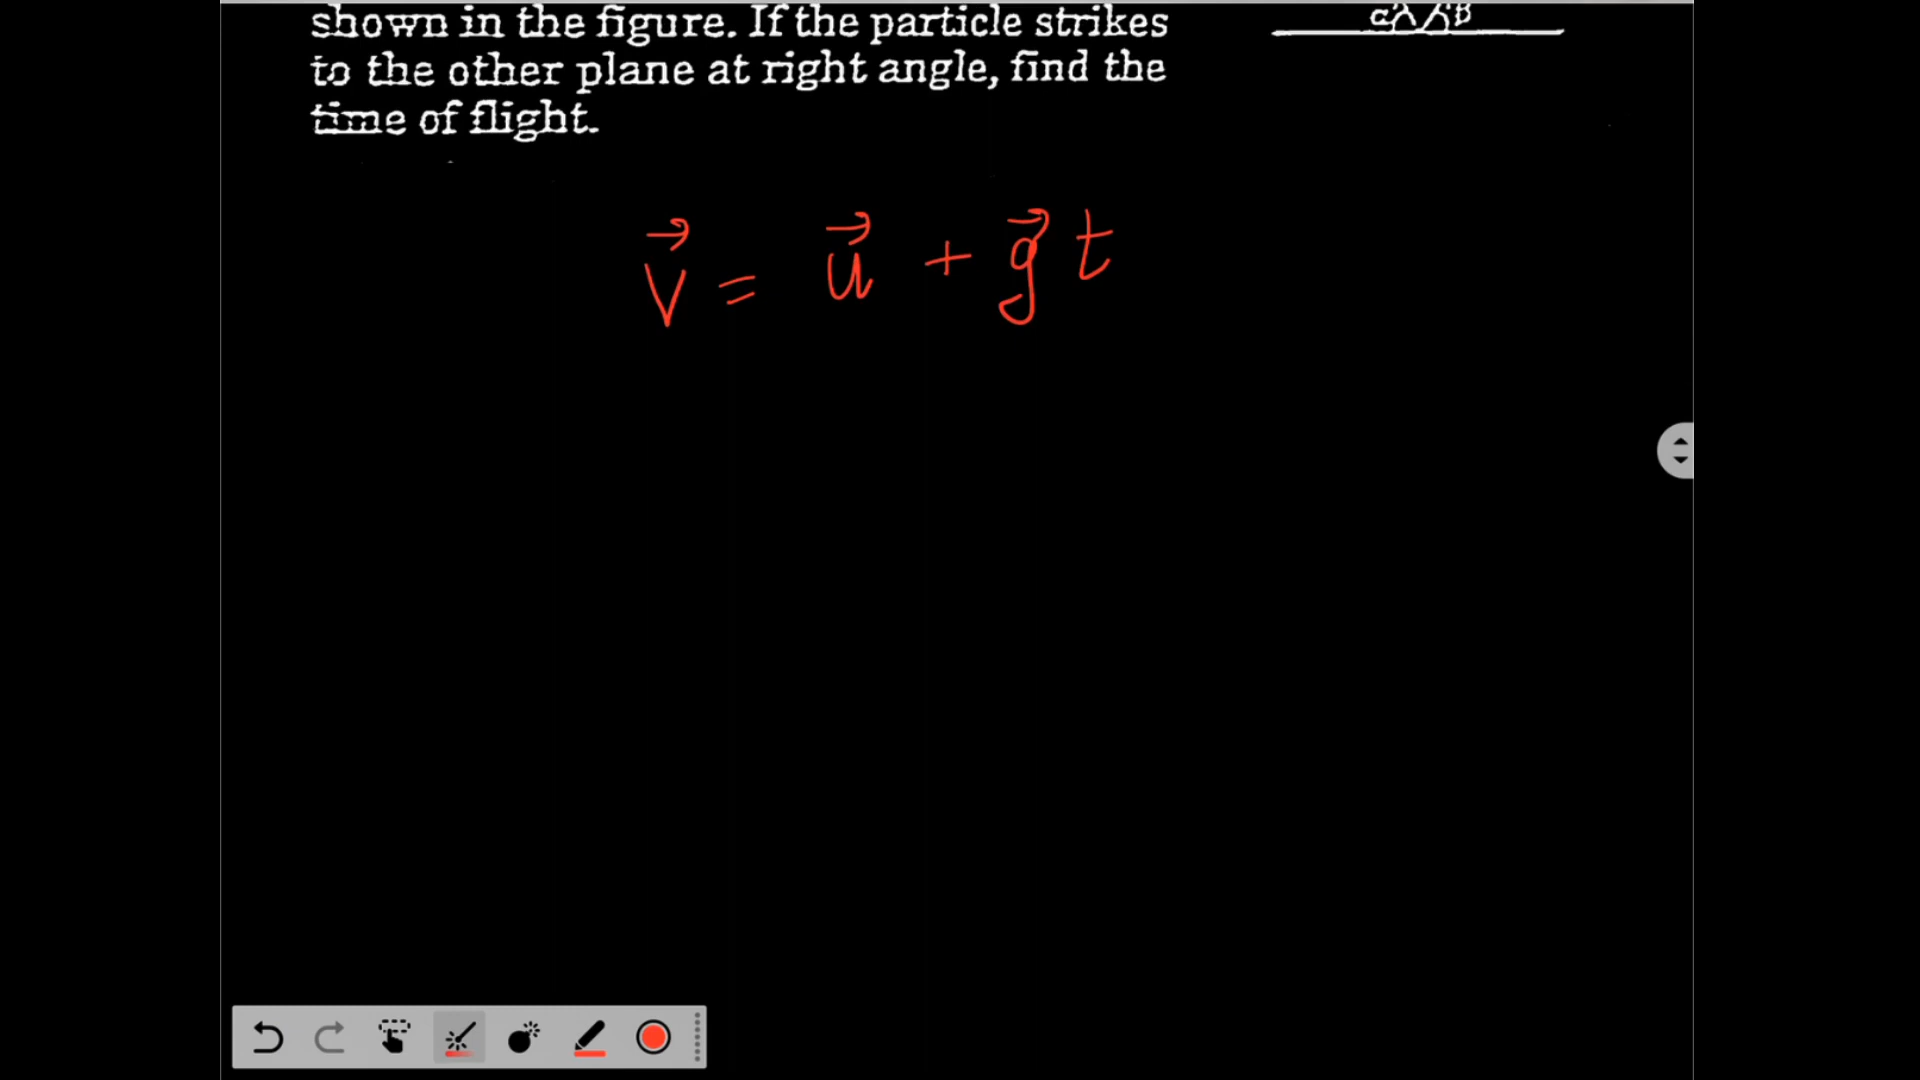 shown in the figure. If the particle strikes
to the other plane at right angle, find the
time of flight.
α β
v⃗ = u⃗ + g⃗ t